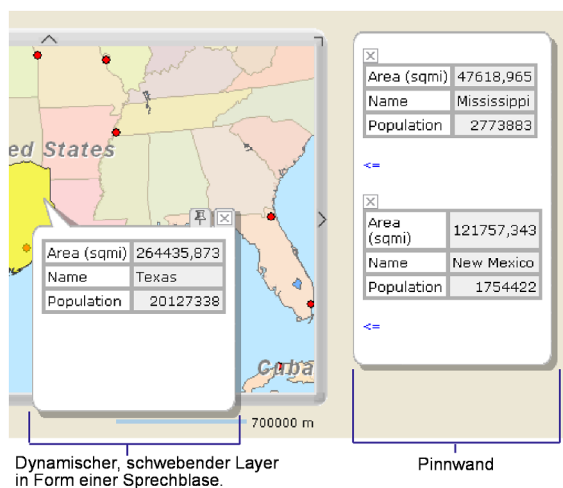 ed States
Area (sqmi) 264435,873
Name Texas
Population 20127338
Cuba
700000 m
Area (sqmi) 47618,965
Name Mississippi
Population 2773883
<=
Area
(sqmi) 121757,343
Name New Mexico
Population 1754422
<=
Dynamischer, schwebender Layer
in Form einer Sprechblase.
Pinnwand